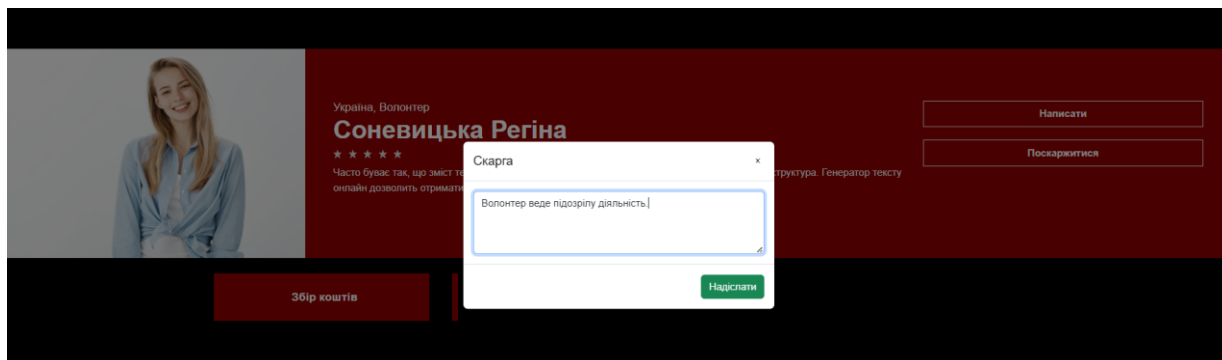 Україна, Волонтер
Соневицька Регіна
Часто буває так, що зміст те
структура. Генератор тексту
онлайн дозволить отримати
Написати
Поскаржитися
Скарга
×
Волонтер веде підозрілу діяльність.
Надіслати
Збір коштів